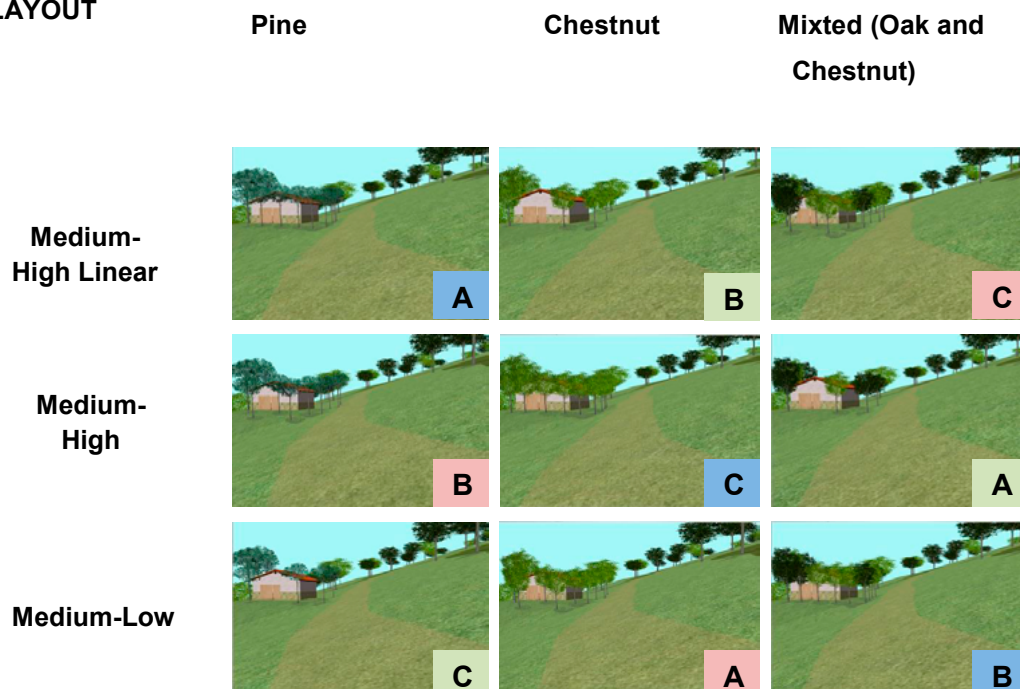 LAYOUT
Pine
Chestnut
Mixted (Oak and
Chestnut)
Medium-
High Linear
A
B
C
Medium-
High
B
C
A
Medium-Low
C
A
B